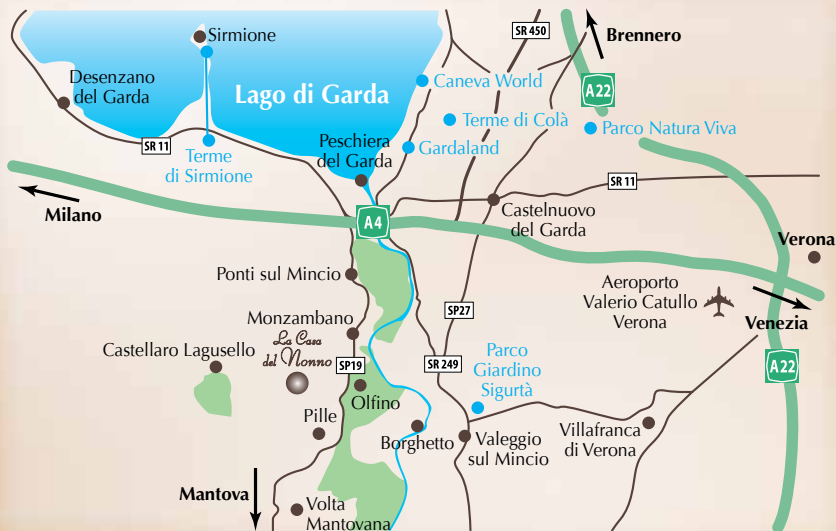 SR 450
Brennero
Sirmione
Desenzano
del Garda
Lago di Garda
Caneva World
A22
Terme di Colà
Parco Natura Viva
SR 11
Terme
di Sirmione
Peschiera
del Garda
Gardaland
SR 11
Milano
A4
Castelnuovo
del Garda
Verona
Ponti sul Mincio
Aeroporto
Valerio Catullo
Verona
Venezia
SP27
Monzambano
La Casa
del Nonno
Castellaro Lagusello
SP19
SR 249
Parco
Giardino
Sigurtà
A22
Olfino
Pille
Borghetto
Valeggio
sul Mincio
Villafranca
di Verona
Mantova
Volta
Mantovana